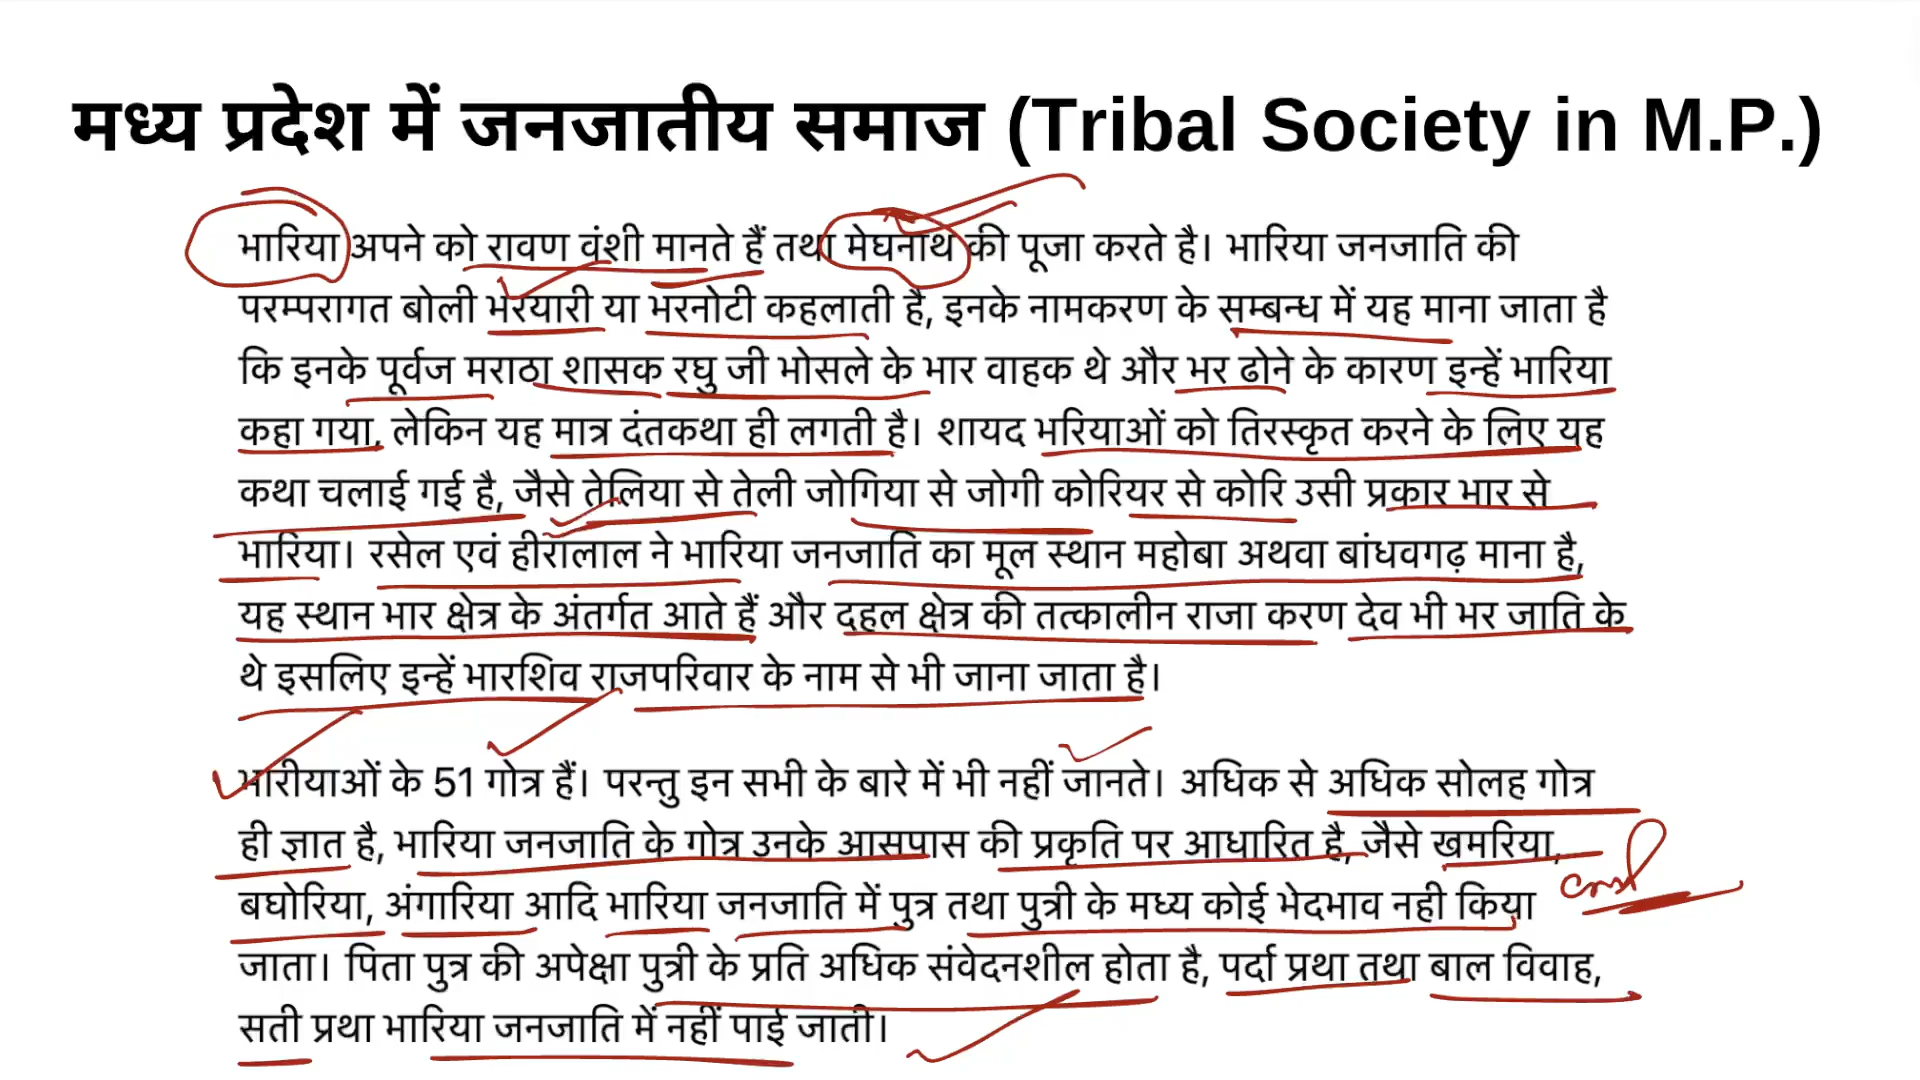 मध्य प्रदेश में जनजातीय समाज (Tribal Society in M.P.)
भारिया अपने को रावण वंशी मानते हैं तथा मेघनाथ की पूजा करते है। भारिया जनजाति की
परम्परागत बोली भरयारी या भरनोटी कहलाती है, इनके नामकरण के सम्बन्ध में यह माना जाता है
कि इनके पूर्वज मराठा शासक रघु जी भोसले के भार वाहक थे और भर ढोने के कारण इन्हें भारिया
कहा गया, लेकिन यह मात्र दंतकथा ही लगती है। शायद भरियाओं को तिरस्कृत करने के लिए यह
कथा चलाई गई है, जैसे तेलिया से तेली जोगिया से जोगी कोरियर से कोरि उसी प्रकार भार से
भारिया। रसेल एवं हीरालाल ने भारिया जनजाति का मूल स्थान महोबा अथवा बांधवगढ़ माना है,
यह स्थान भार क्षेत्र के अंतर्गत आते हैं और दहल क्षेत्र की तत्कालीन राजा करण देव भी भर जाति के
थे इसलिए इन्हें भारशिव राजपरिवार के नाम से भी जाना जाता है।
भारीयाओं के 51 गोत्र हैं। परन्तु इन सभी के बारे में भी नहीं जानते। अधिक से अधिक सोलह गोत्र
ही ज्ञात है, भारिया जनजाति के गोत्र उनके आसपास की प्रकृति पर आधारित है, जैसे खमरिया,
बघोरिया, अंगारिया आदि भारिया जनजाति में पुत्र तथा पुत्री के मध्य कोई भेदभाव नही किया
जाता। पिता पुत्र की अपेक्षा पुत्री के प्रति अधिक संवेदनशील होता है, पर्दा प्रथा तथा बाल विवाह,
सती प्रथा भारिया जनजाति में नहीं पाई जाती।